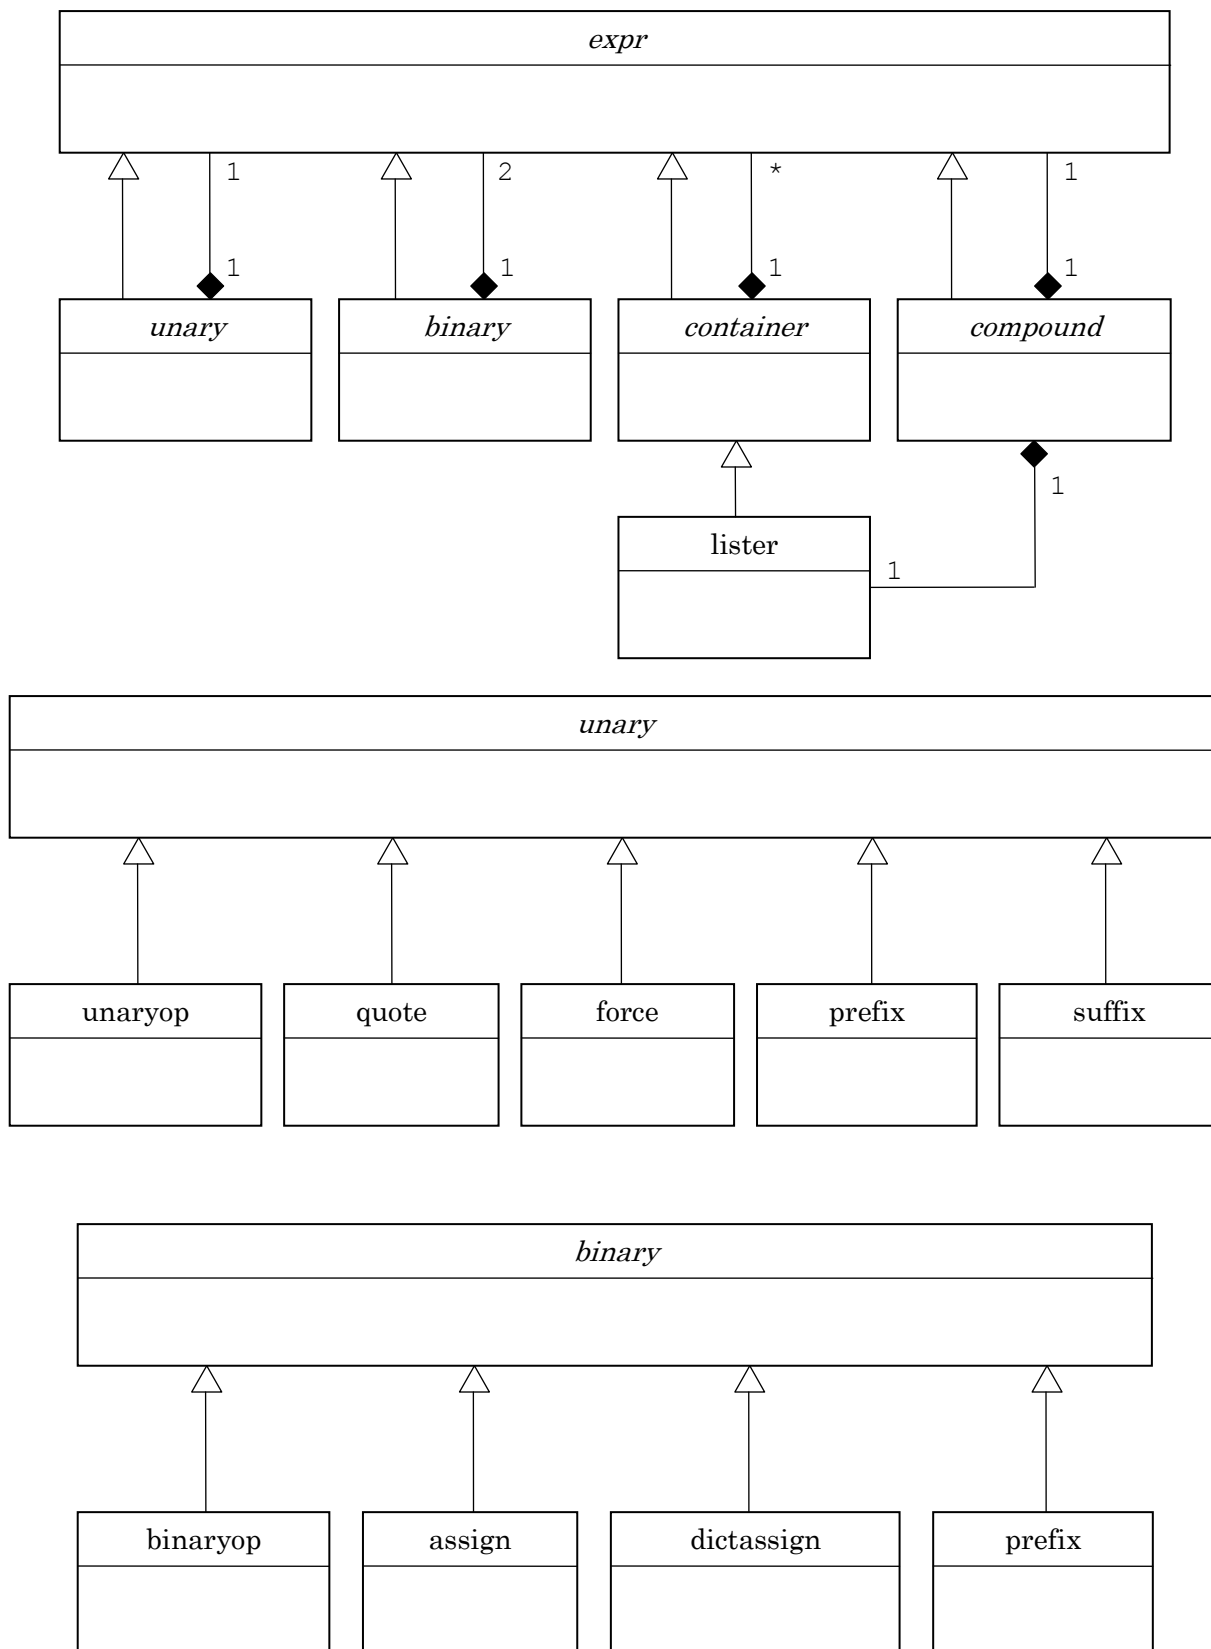 expr
1 2 * 1
1 1 1 1
unary binary container compound
1
lister
1
unary
unaryop quote force prefix suffix
binary
binaryop assign dictassign prefix